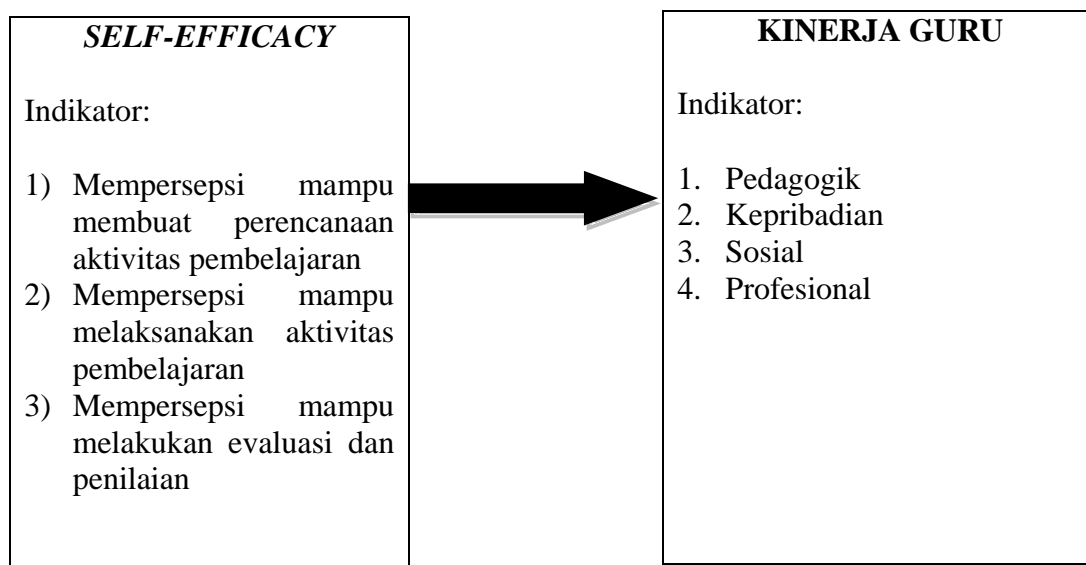 SELF-EFFICACY
Indikator:
1) Mempersepsi mampu
membuat perencanaan
aktivitas pembelajaran
2) Mempersepsi mampu
melaksanakan aktivitas
pembelajaran
3) Mempersepsi mampu
melakukan evaluasi dan
penilaian
KINERJA GURU
Indikator:
1. Pedagogik
2. Kepribadian
3. Sosial
4. Profesional